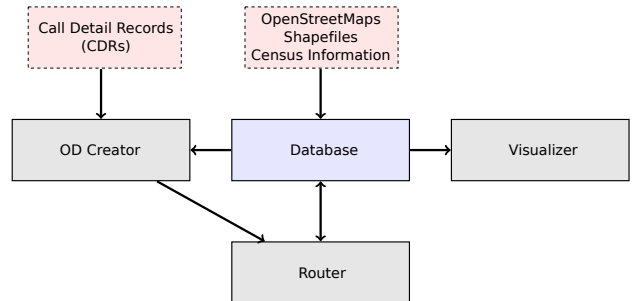 Call Detail Records
(CDRs)
OpenStreetMaps
Shapefiles
Census Information
OD Creator
Database
Visualizer
Router